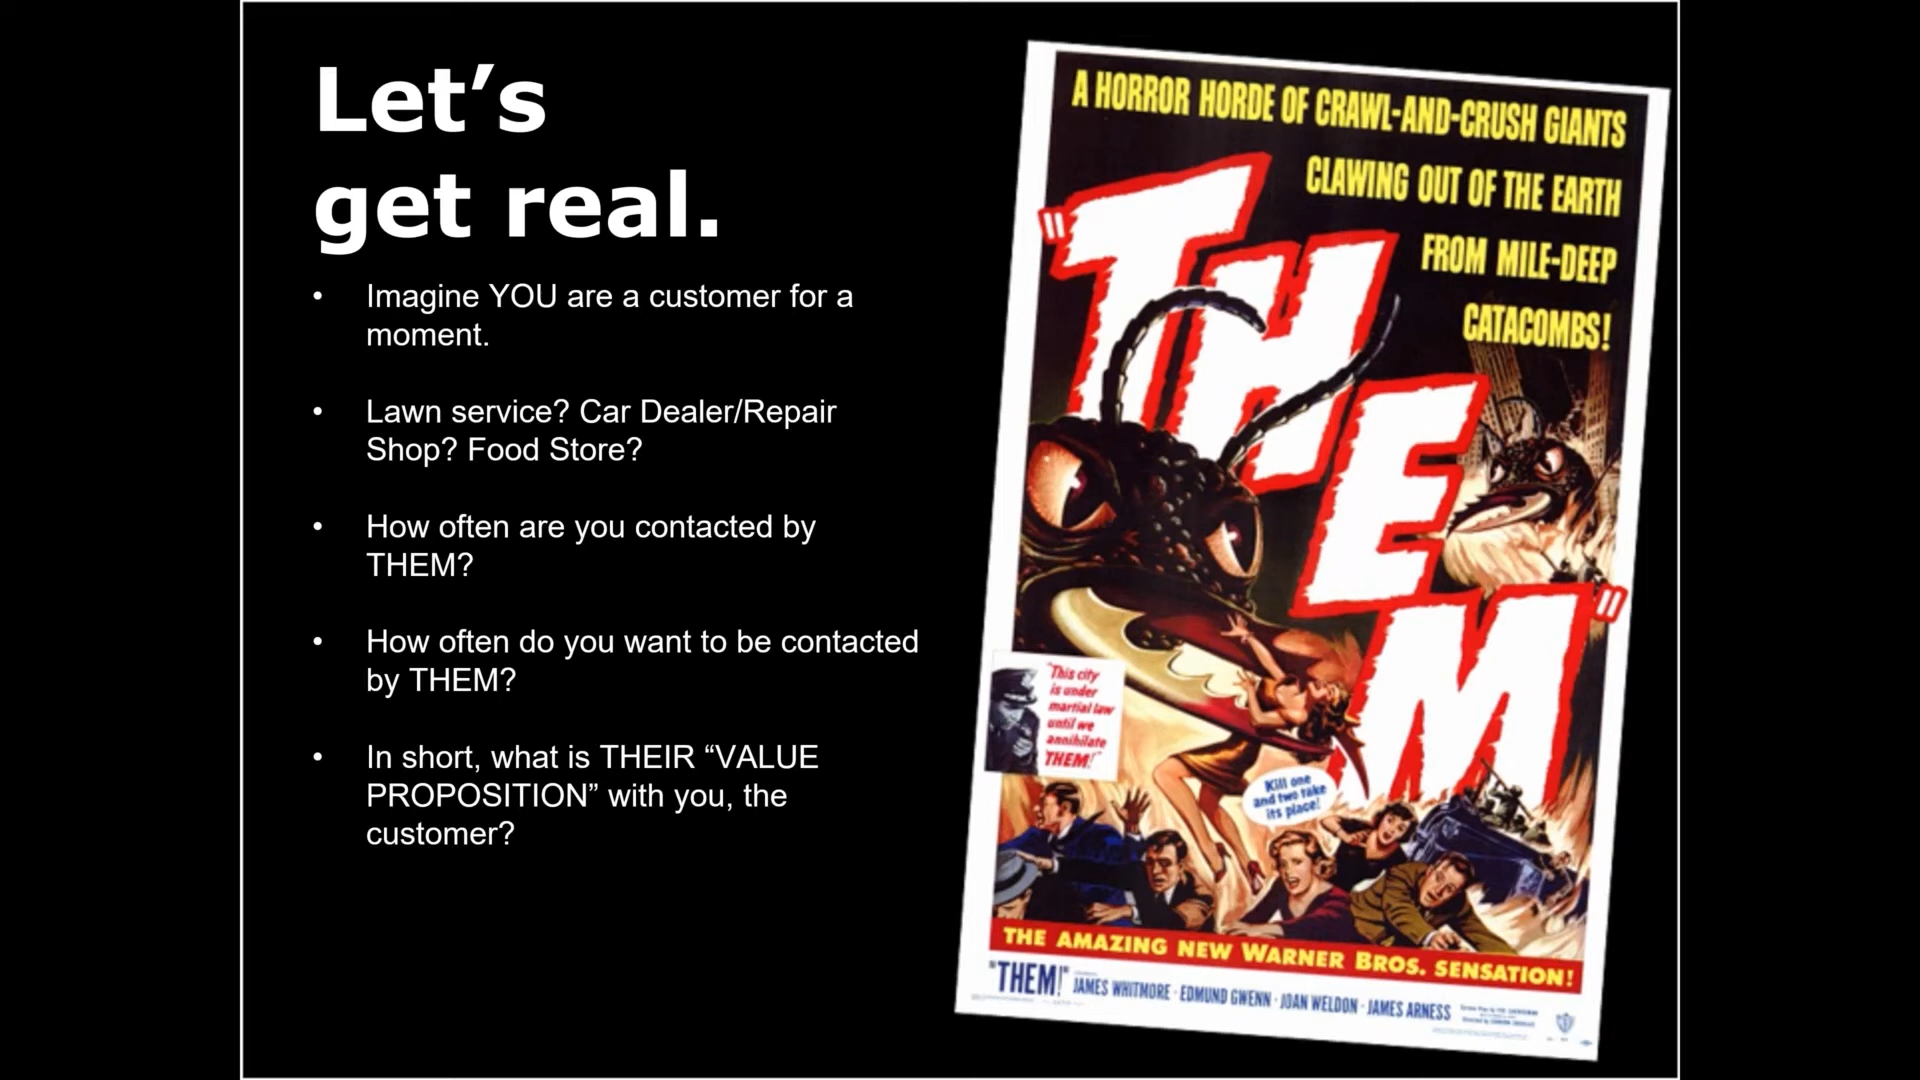 Let’s
get real.
• Imagine YOU are a customer for a
moment.
• Lawn service? Car Dealer/Repair
Shop? Food Store?
• How often are you contacted by
THEM?
• How often do you want to be contacted
by THEM?
• In short, what is THEIR “VALUE
PROPOSITION” with you, the
customer?
A HORROR HORDE OF CRAWL-AND-CRUSH GIANTS
CLAWING OUT OF THE EARTH
FROM MILE-DEEP
CATACOMBS!
"THEM"
"This city
is under
martial law
until we
annihilate
THEM!"
Kill one
and two take
its place!
THE AMAZING NEW WARNER BROS. SENSATION!
"THEM!" JAMES WHITMORE · EDMUND GWENN · JOAN WELDON · JAMES ARNESS